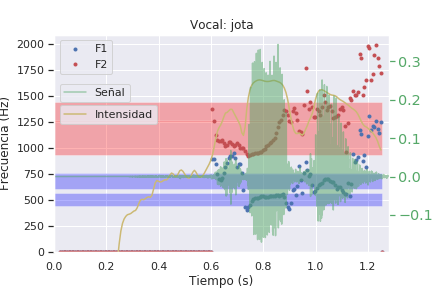 Vocal: jota
Frecuencia (Hz)
2000
1750
1500
1250
1000
750
500
250
0
F1
F2
Señal
Intensidad
0.3
0.2
0.1
0.0
−0.1
0.0 0.2 0.4 0.6 0.8 1.0 1.2
Tiempo (s)